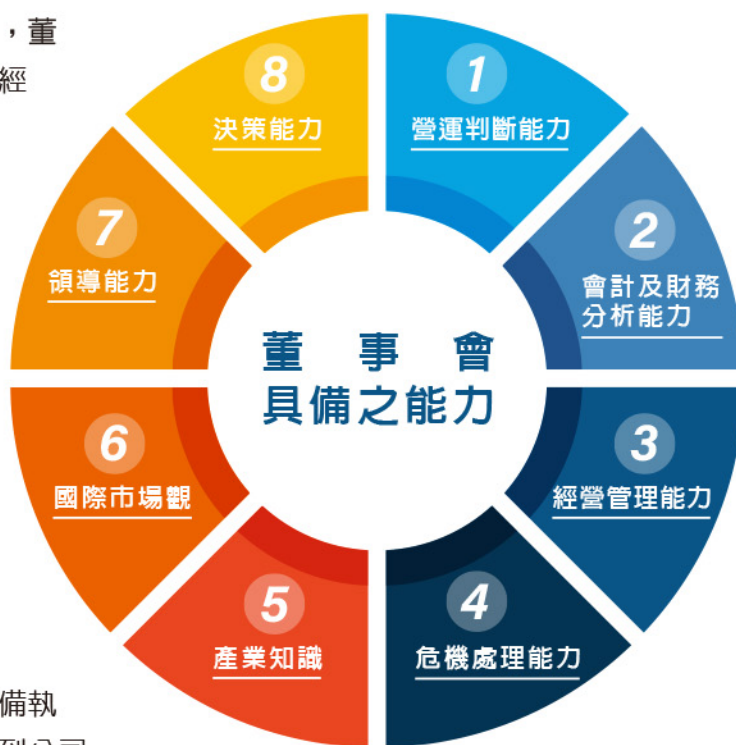 ，董
經
8
決策能力
1
營運判斷能力
7
領導能力
2
會計及財務
分析能力
董事會
具備之能力
6
國際市場觀
3
經營管理能力
5
產業知識
4
危機處理能力
備執
到公司